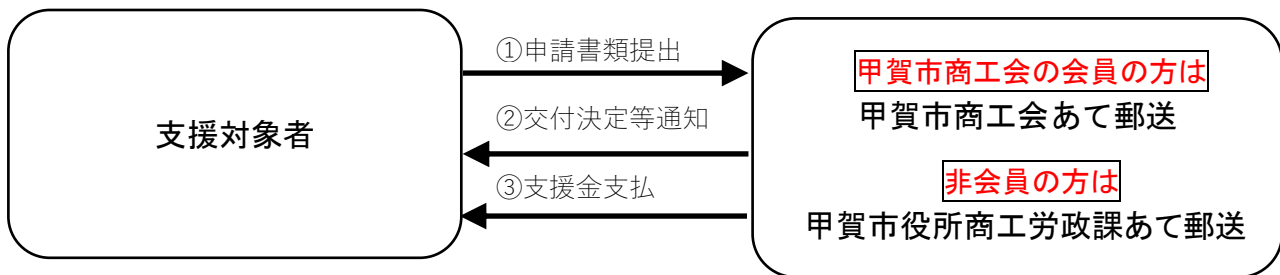 支援対象者
①申請書類提出
②交付決定等通知
③支援金支払
甲賀市商工会の会員の方は
甲賀市商工会あて郵送
非会員の方は
甲賀市役所商工労政課あて郵送